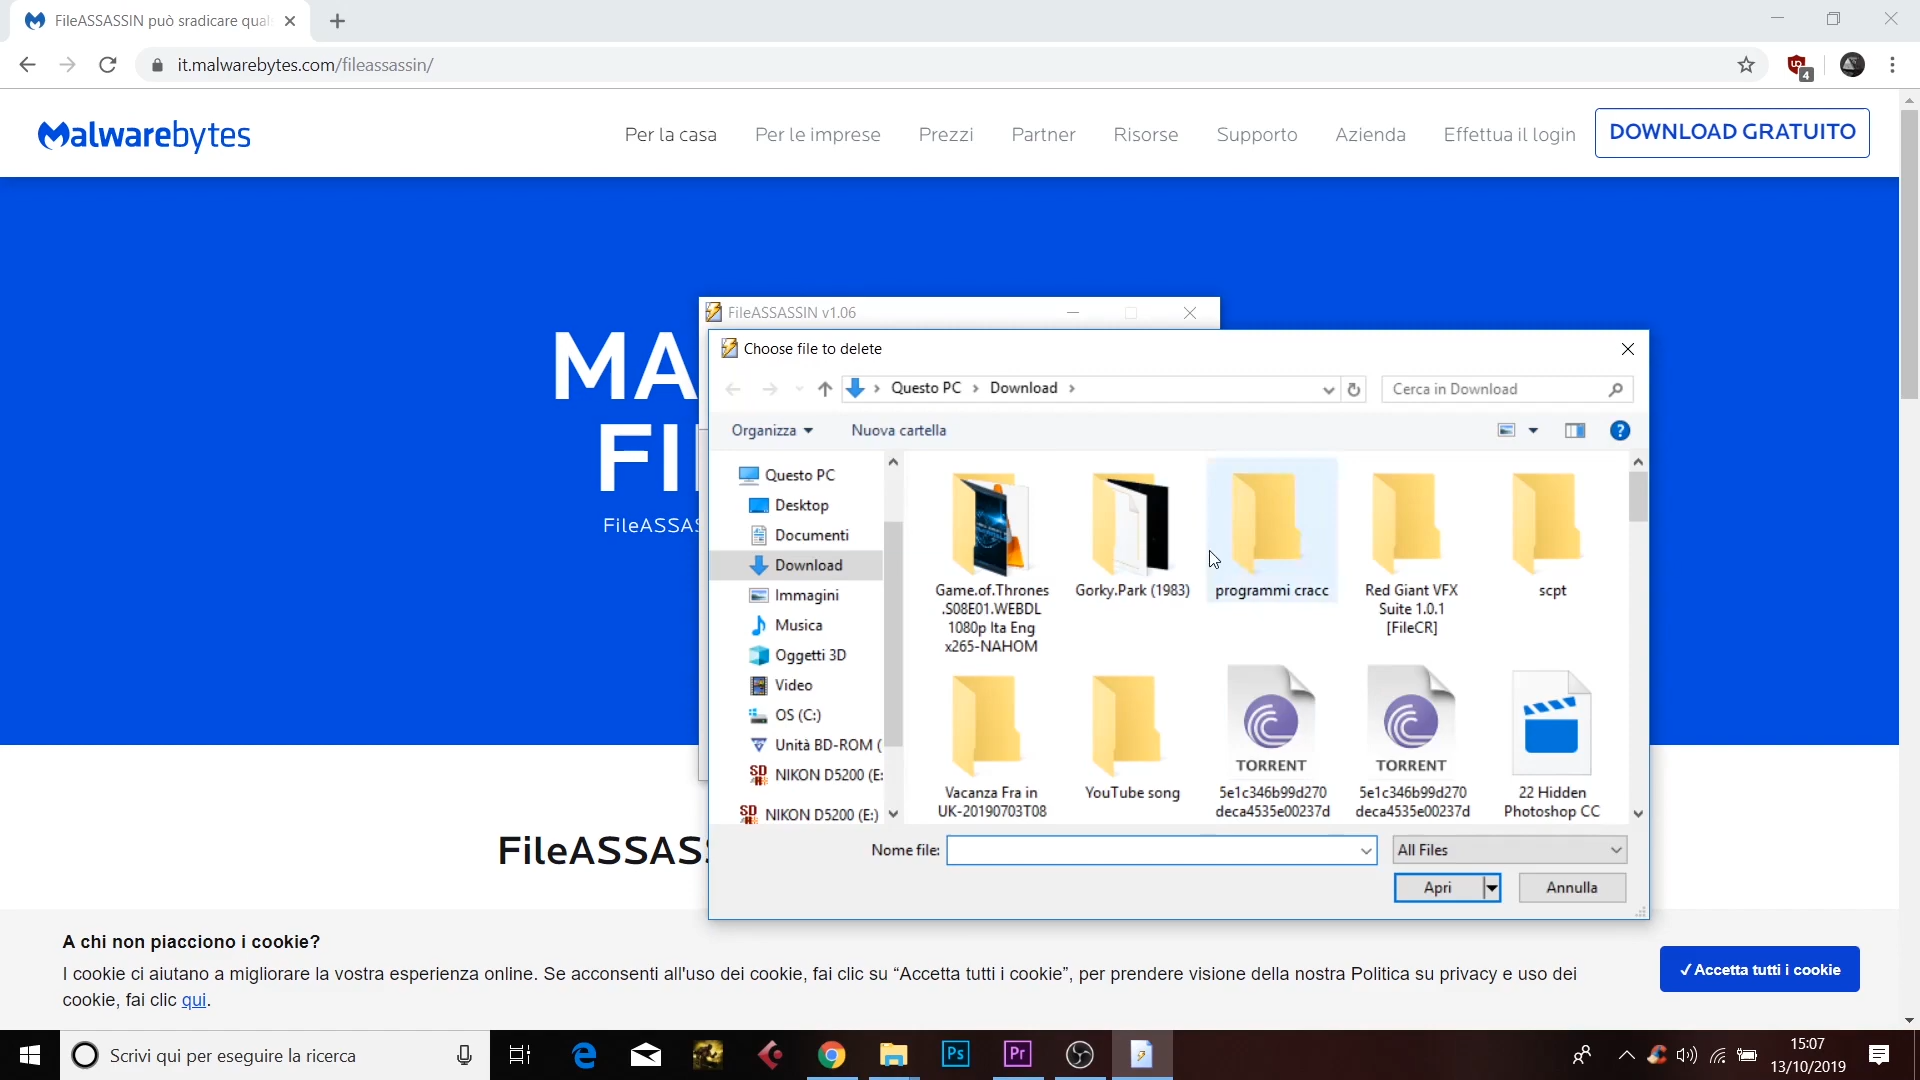 FileASSASSIN può sradicare qual
it.malwarebytes.com/fileassassin/
4
Malwarebytes
Per la casa
Per le imprese
Prezzi
Partner
Risorse
Supporto
Azienda
Effettua il login
DOWNLOAD GRATUITO
MA
FI
FileASSAS
FileASSASSIN v1.06
Choose file to delete
Questo PC
Download
Cerca in Download
Organizza
Nuova cartella
Questo PC
Desktop
Documenti
Download
Immagini
Musica
Oggetti 3D
Video
OS (C:)
Unità BD-ROM (
NIKON D5200 (E:
NIKON D5200 (E:)
Game.of.Thrones
.S08E01.WEBDL
1080p Ita Eng
x265-NAHOM
Gorky.Park (1983)
programmi cracc
Red Giant VFX
Suite 1.0.1
[FileCR]
scpt
Vacanza Fra in
UK-20190703T08
YouTube song
TORRENT
5e1c346b99d270
deca4535e00237d
TORRENT
5e1c346b99d270
deca4535e00237d
22 Hidden
Photoshop CC
Nome file:
All Files
Apri
Annulla
FileASSAS
A chi non piacciono i cookie?
I cookie ci aiutano a migliorare la vostra esperienza online. Se acconsenti all'uso dei cookie, fai clic su “Accetta tutti i cookie”, per prendere visione della nostra Politica su privacy e uso dei
cookie, fai clic qui.
✓ Accetta tutti i cookie
Scrivi qui per eseguire la ricerca
Ps
Pr
15:07
13/10/2019